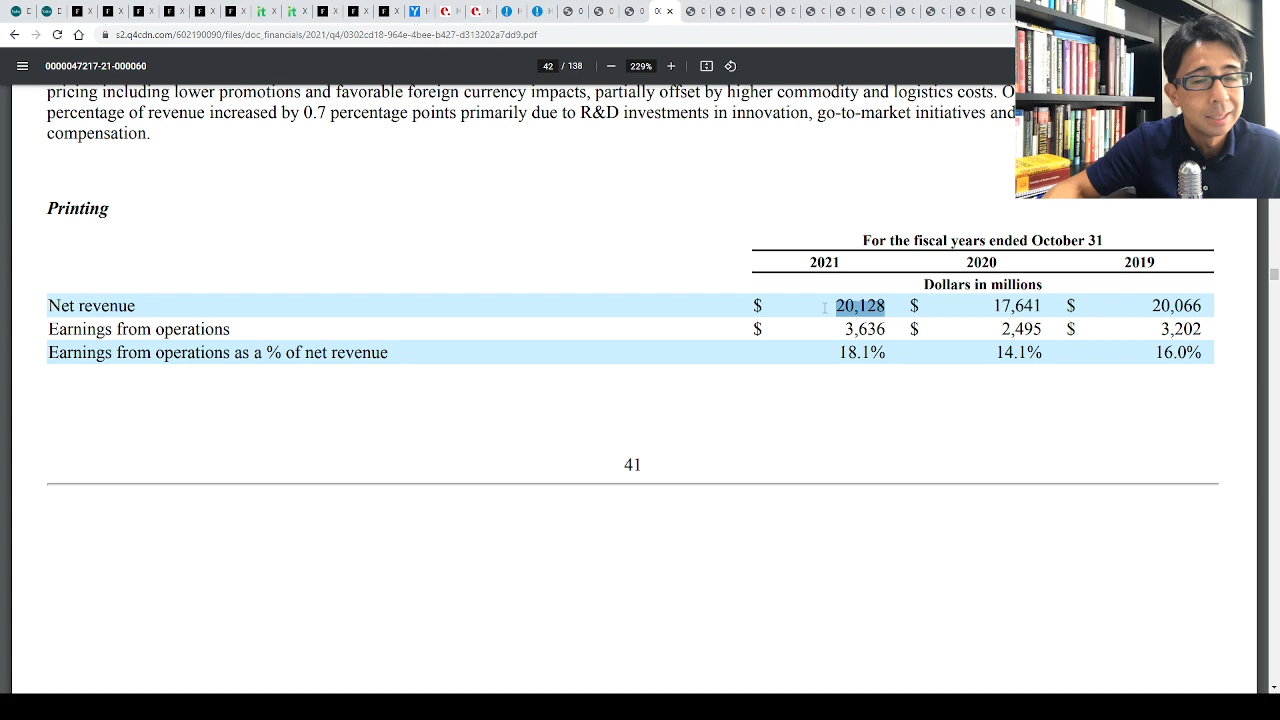 s2.q4cdn.com/602190090/files/doc_financials/2021/q4/0302cd18-964e-4bee-b427-d313202a7dd9.pdf
0000047217-21-000060
42 / 138
229%
pricing including lower promotions and favorable foreign currency impacts, partially offset by higher commodity and logistics costs. O
percentage of revenue increased by 0.7 percentage points primarily due to R&D investments in innovation, go-to-market initiatives and
compensation.
Printing
For the fiscal years ended October 31
2021 2020 2019
Dollars in millions
Net revenue $ 20,128 $ 17,641 $ 20,066
Earnings from operations $ 3,636 $ 2,495 $ 3,202
Earnings from operations as a % of net revenue 18.1% 14.1% 16.0%
41